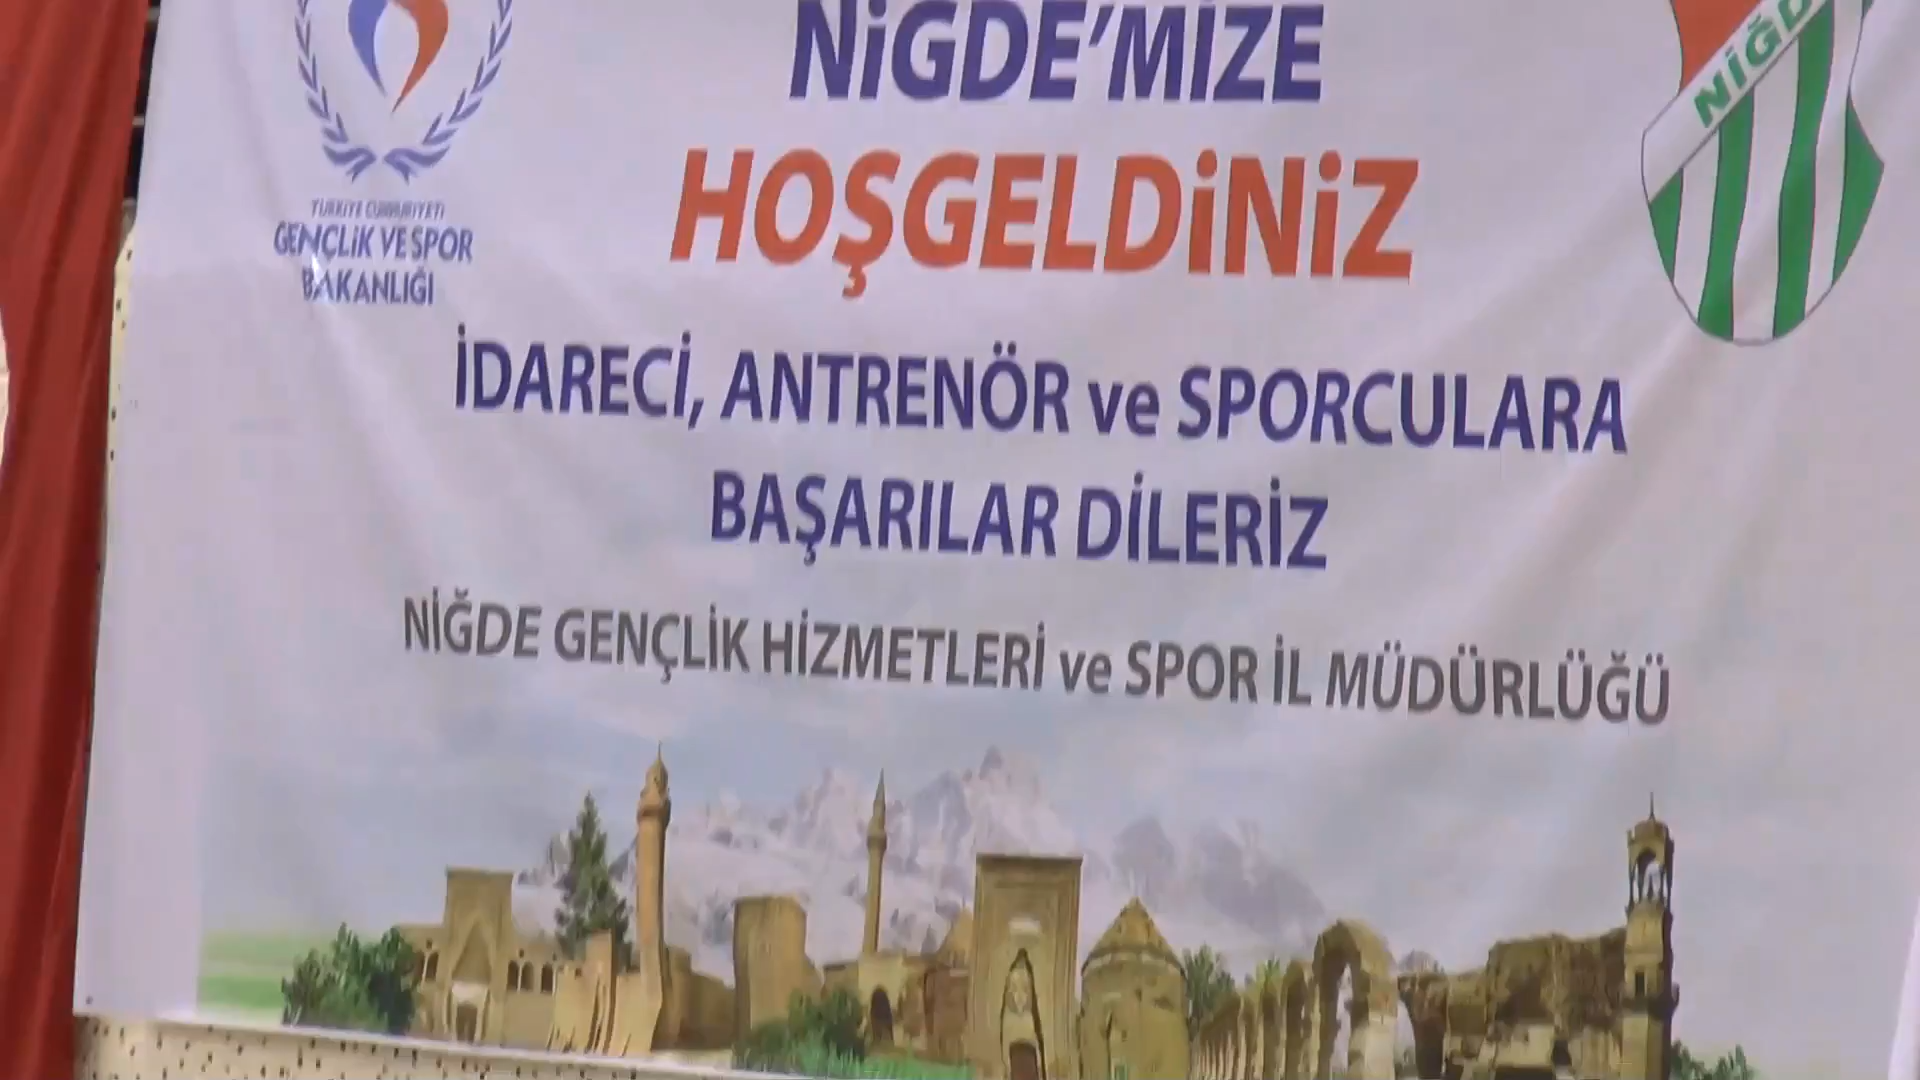 NİGDE'MİZE
HOŞGELDİNİZ
TÜRKİYE CUMHURİYETİ
GENÇLİK VE SPOR
BAKANLIĞI
NİĞD
İDARECİ, ANTRENÖR ve SPORCULARA
BAŞARILAR DİLERİZ
NİĞDE GENÇLİK HİZMETLERİ ve SPOR İL MÜDÜRLÜĞÜ